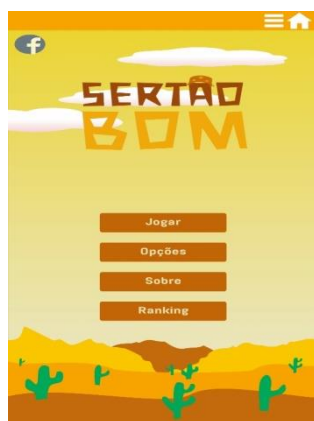 f
SERTÃO
BOM
Jogar
Opções
Sobre
Ranking